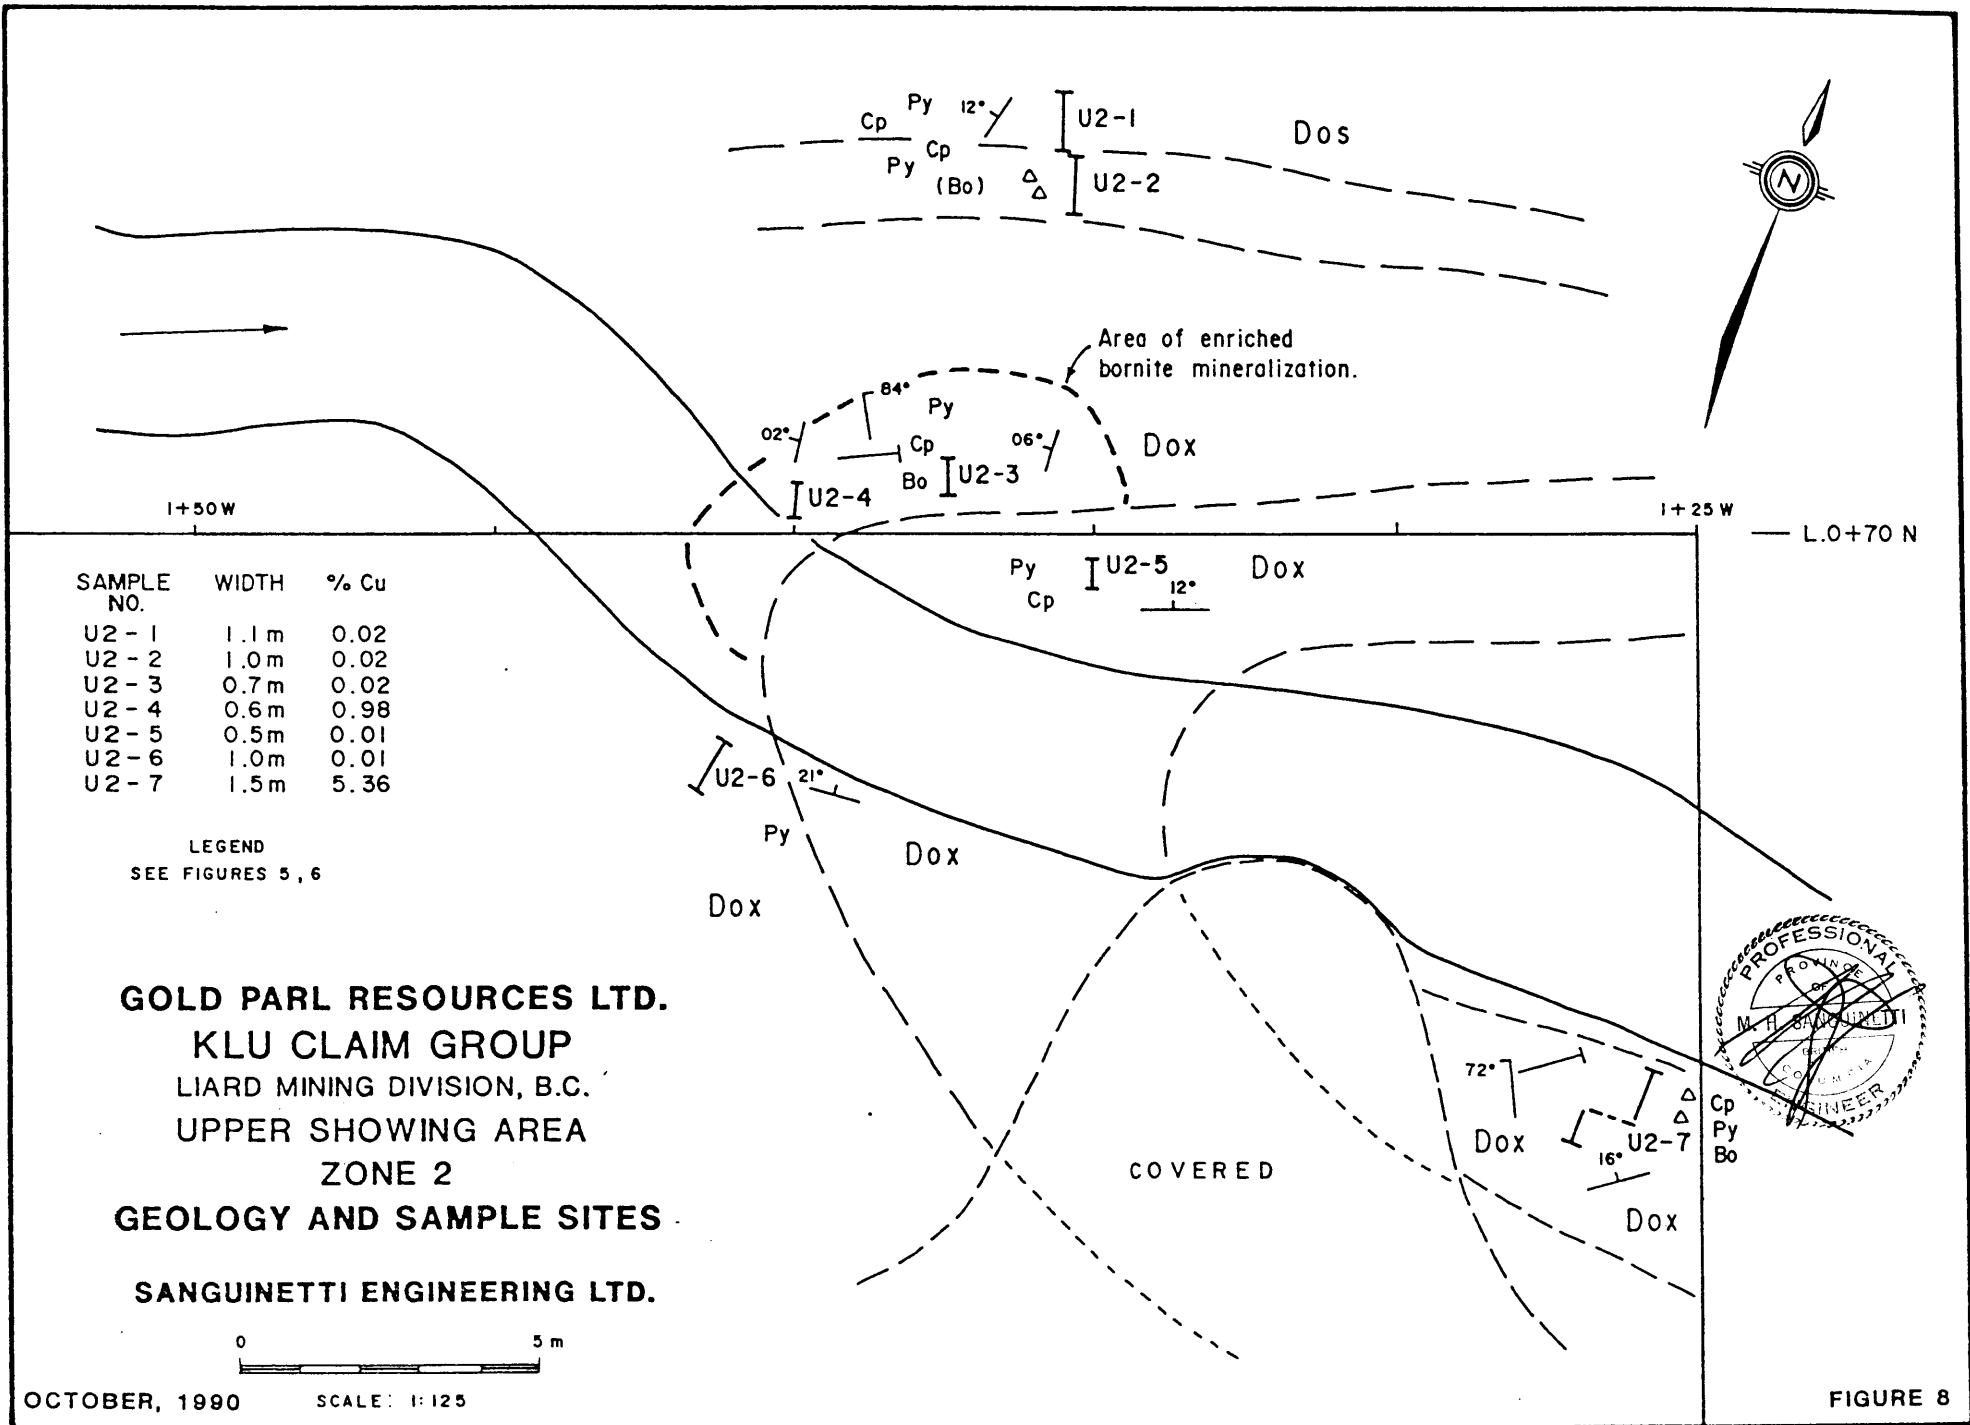 Py 12°
Cp
U2-1
Dos
Cp
Py
(Bo)
U2-2
N
Area of enriched
bornite mineralization.
84°
Py
02°
Cp
06°
Dox
Bo
U2-3
U2-4
1+50W
1+25W
L.0+70 N
Py
U2-5
Dox
12°
Cp
SAMPLE WIDTH % Cu
NO.
U2-1 1.1m 0.02
U2-2 1.0m 0.02
U2-3 0.7m 0.02
U2-4 0.6m 0.98
U2-5 0.5m 0.01
U2-6 1.0m 0.01
U2-7 1.5m 5.36
U2-6
21°
Py
Dox
Dox
LEGEND
SEE FIGURES 5,6
GOLD PARL RESOURCES LTD.
KLU CLAIM GROUP
LIARD MINING DIVISION, B.C.
UPPER SHOWING AREA
ZONE 2
GEOLOGY AND SAMPLE SITES
SANGUINETTI ENGINEERING LTD.
0 5 m
SCALE: 1:125
OCTOBER, 1990
COVERED
72°
Dox
U2-7
16°
Dox
Cp
Py
Bo
PROFESSIONAL
PROVINCE
OF
M. H. SANGUINETTI
BRITISH
COLUMBIA
ENGINEER
FIGURE 8